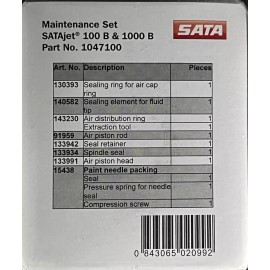 Maintenance Set
SATAjet® 100 B & 1000 B
Part No. 1047100
SATA
Art. No. Description Pieces
130393 Sealing ring for air cap ring 1
140582 Sealing element for fluid tip 1
143230 Air distribution ring 1
Extraction tool 1
91959 Air piston rod 1
133942 Seal retainer 1
133934 Spindle seal 1
133991 Air piston head 1
15438 Paint needle packing
Seal 1
Pressure spring for needle seal 1
Compression screw 1
0 843065 020992